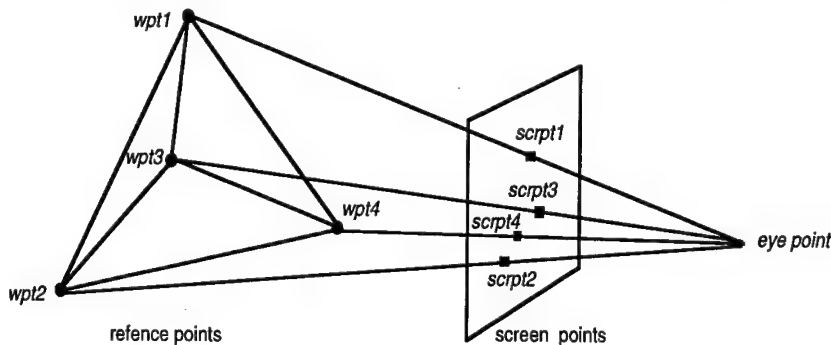 wpt1
scrpt1
wpt3
scrpt3
wpt4
scrpt4
eye point
scrpt2
wpt2
refence points
screen points